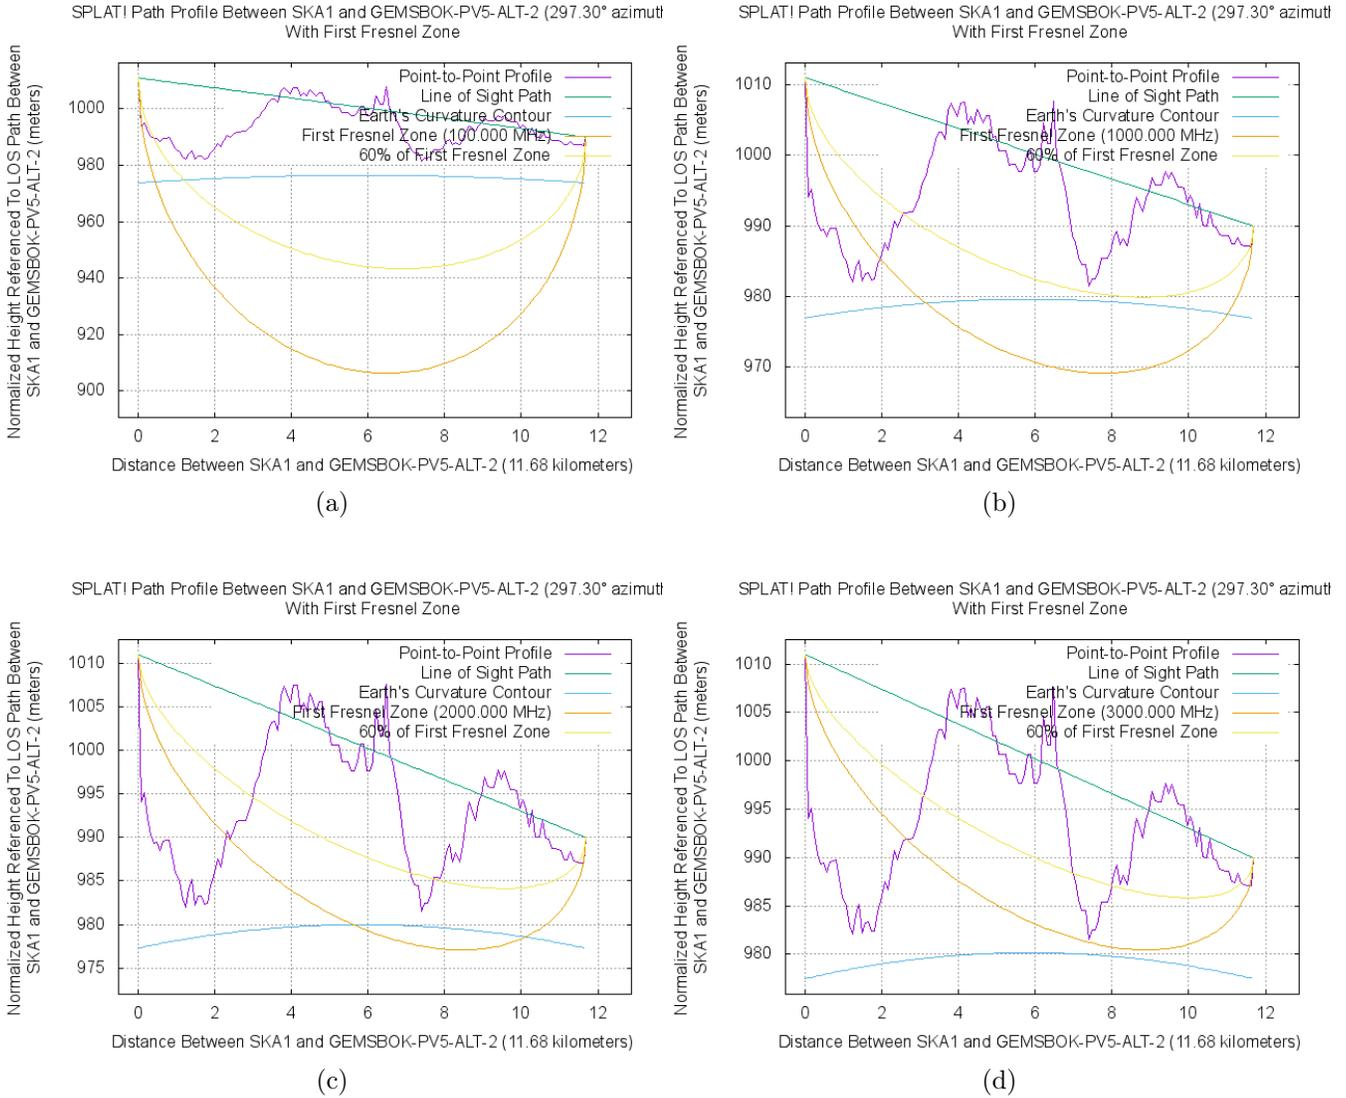 SPLAT! Path Profile Between SKA1 and GEMSBOK-PV5-ALT-2 (297.30° azimuth
With First Fresnel Zone
Normalized Height Referenced To LOS Path Between
SKA1 and GEMSBOK-PV5-ALT-2 (meters)
Point-to-Point Profile
Line of Sight Path
Earth's Curvature Contour
First Fresnel Zone (100.000 MHz)
60% of First Fresnel Zone
1000
980
960
940
920
900
0 2 4 6 8 10 12
Distance Between SKA1 and GEMSBOK-PV5-ALT-2 (11.68 kilometers)
(a)
SPLAT! Path Profile Between SKA1 and GEMSBOK-PV5-ALT-2 (297.30° azimuth
With First Fresnel Zone
Normalized Height Referenced To LOS Path Between
SKA1 and GEMSBOK-PV5-ALT-2 (meters)
Point-to-Point Profile
Line of Sight Path
Earth's Curvature Contour
First Fresnel Zone (1000.000 MHz)
60% of First Fresnel Zone
1010
1000
990
980
970
0 2 4 6 8 10 12
Distance Between SKA1 and GEMSBOK-PV5-ALT-2 (11.68 kilometers)
(b)
SPLAT! Path Profile Between SKA1 and GEMSBOK-PV5-ALT-2 (297.30° azimuth
With First Fresnel Zone
Normalized Height Referenced To LOS Path Between
SKA1 and GEMSBOK-PV5-ALT-2 (meters)
Point-to-Point Profile
Line of Sight Path
Earth's Curvature Contour
First Fresnel Zone (2000.000 MHz)
60% of First Fresnel Zone
1010
1005
1000
995
990
985
980
975
0 2 4 6 8 10 12
Distance Between SKA1 and GEMSBOK-PV5-ALT-2 (11.68 kilometers)
(c)
SPLAT! Path Profile Between SKA1 and GEMSBOK-PV5-ALT-2 (297.30° azimuth
With First Fresnel Zone
Normalized Height Referenced To LOS Path Between
SKA1 and GEMSBOK-PV5-ALT-2 (meters)
Point-to-Point Profile
Line of Sight Path
Earth's Curvature Contour
First Fresnel Zone (3000.000 MHz)
60% of First Fresnel Zone
1010
1005
1000
995
990
985
980
0 2 4 6 8 10 12
Distance Between SKA1 and GEMSBOK-PV5-ALT-2 (11.68 kilometers)
(d)